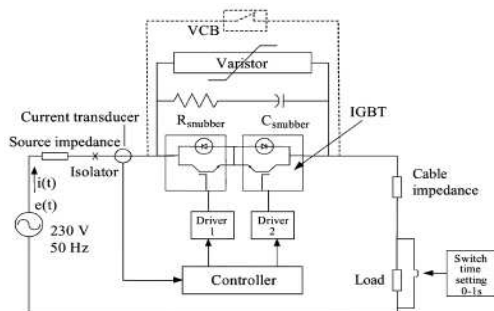 VCB
Varistor
Current transducer
Rsnubber
Csnubber
IGBT
Source impedance
Isolator
i(t)
e(t)
230 V
50 Hz
Driver
1
Driver
2
Controller
Cable
impedance
Load
Switch
time
setting
0-1s